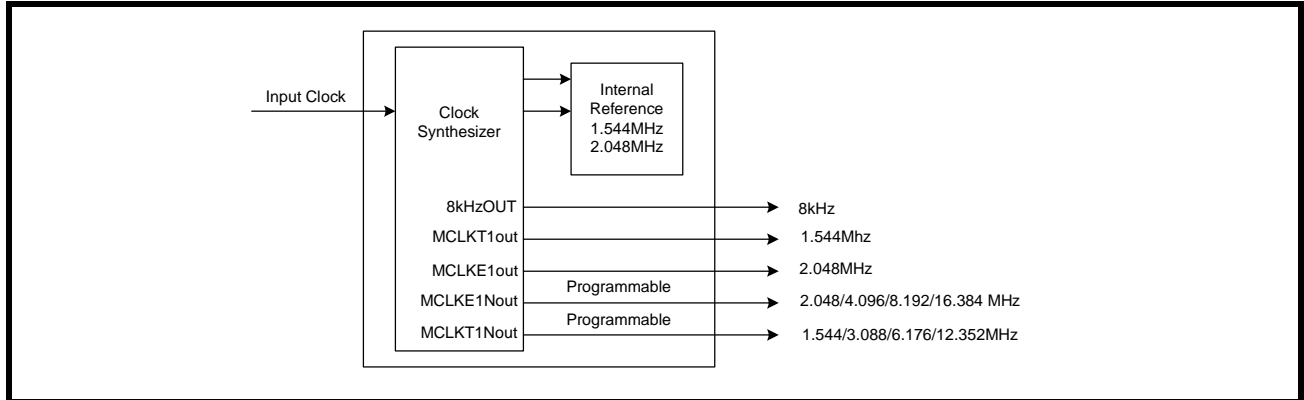 Input Clock
Clock
Synthesizer
Internal
Reference
1.544MHz
2.048MHz
8kHzOUT
8kHz
MCLKT1out
1.544Mhz
MCLKE1out
2.048MHz
MCLKE1Nout
Programmable
2.048/4.096/8.192/16.384 MHz
MCLKT1Nout
Programmable
1.544/3.088/6.176/12.352MHz